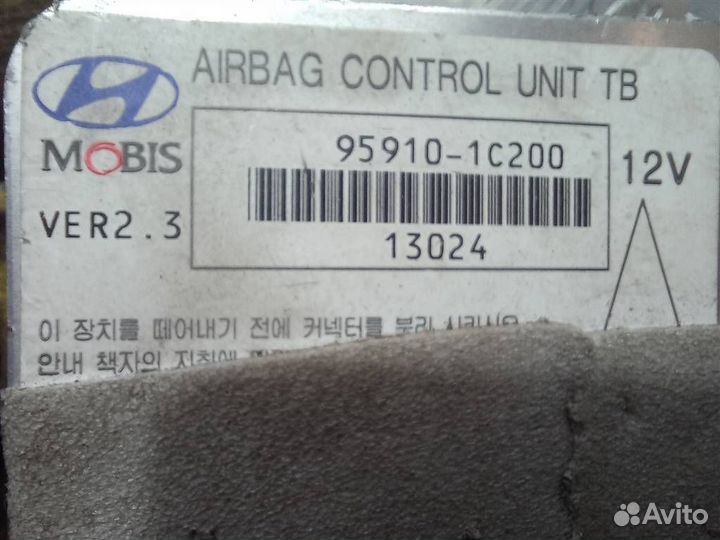 AIRBAG CONTROL UNIT TB
MOBIS
95910-1C200
12V
VER2.3
13024
이 장치를 떼어내기 전에 커넥터를 분리
안내 책자의
Avito